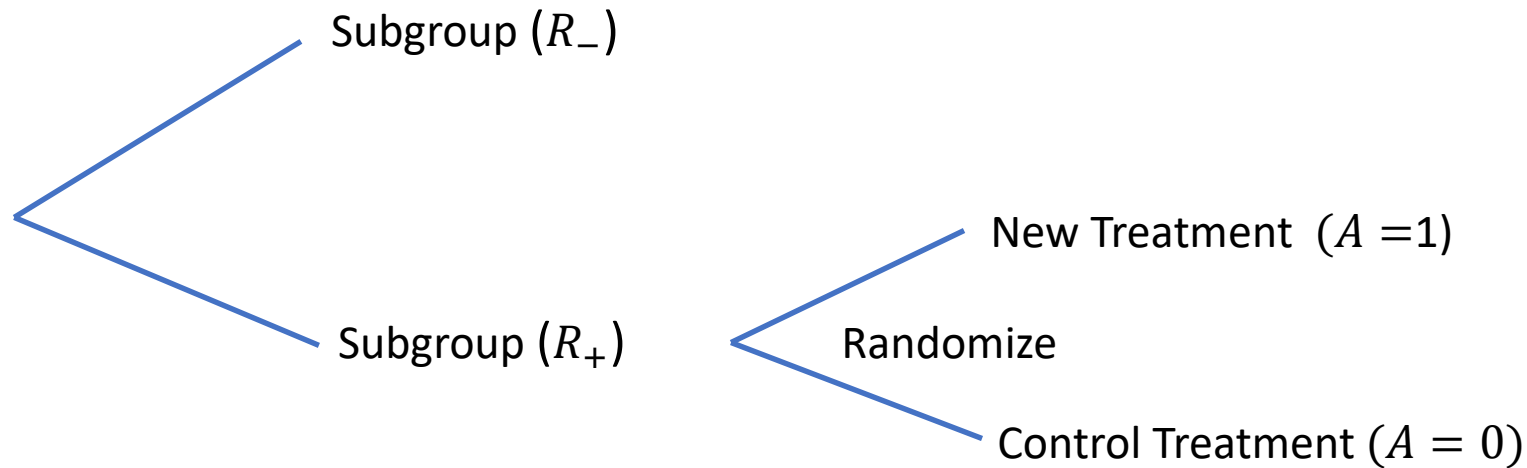 Subgroup (𝑅₋)
New Treatment (𝐴 =1)
Subgroup (𝑅₊)
Randomize
Control Treatment (𝐴 = 0)